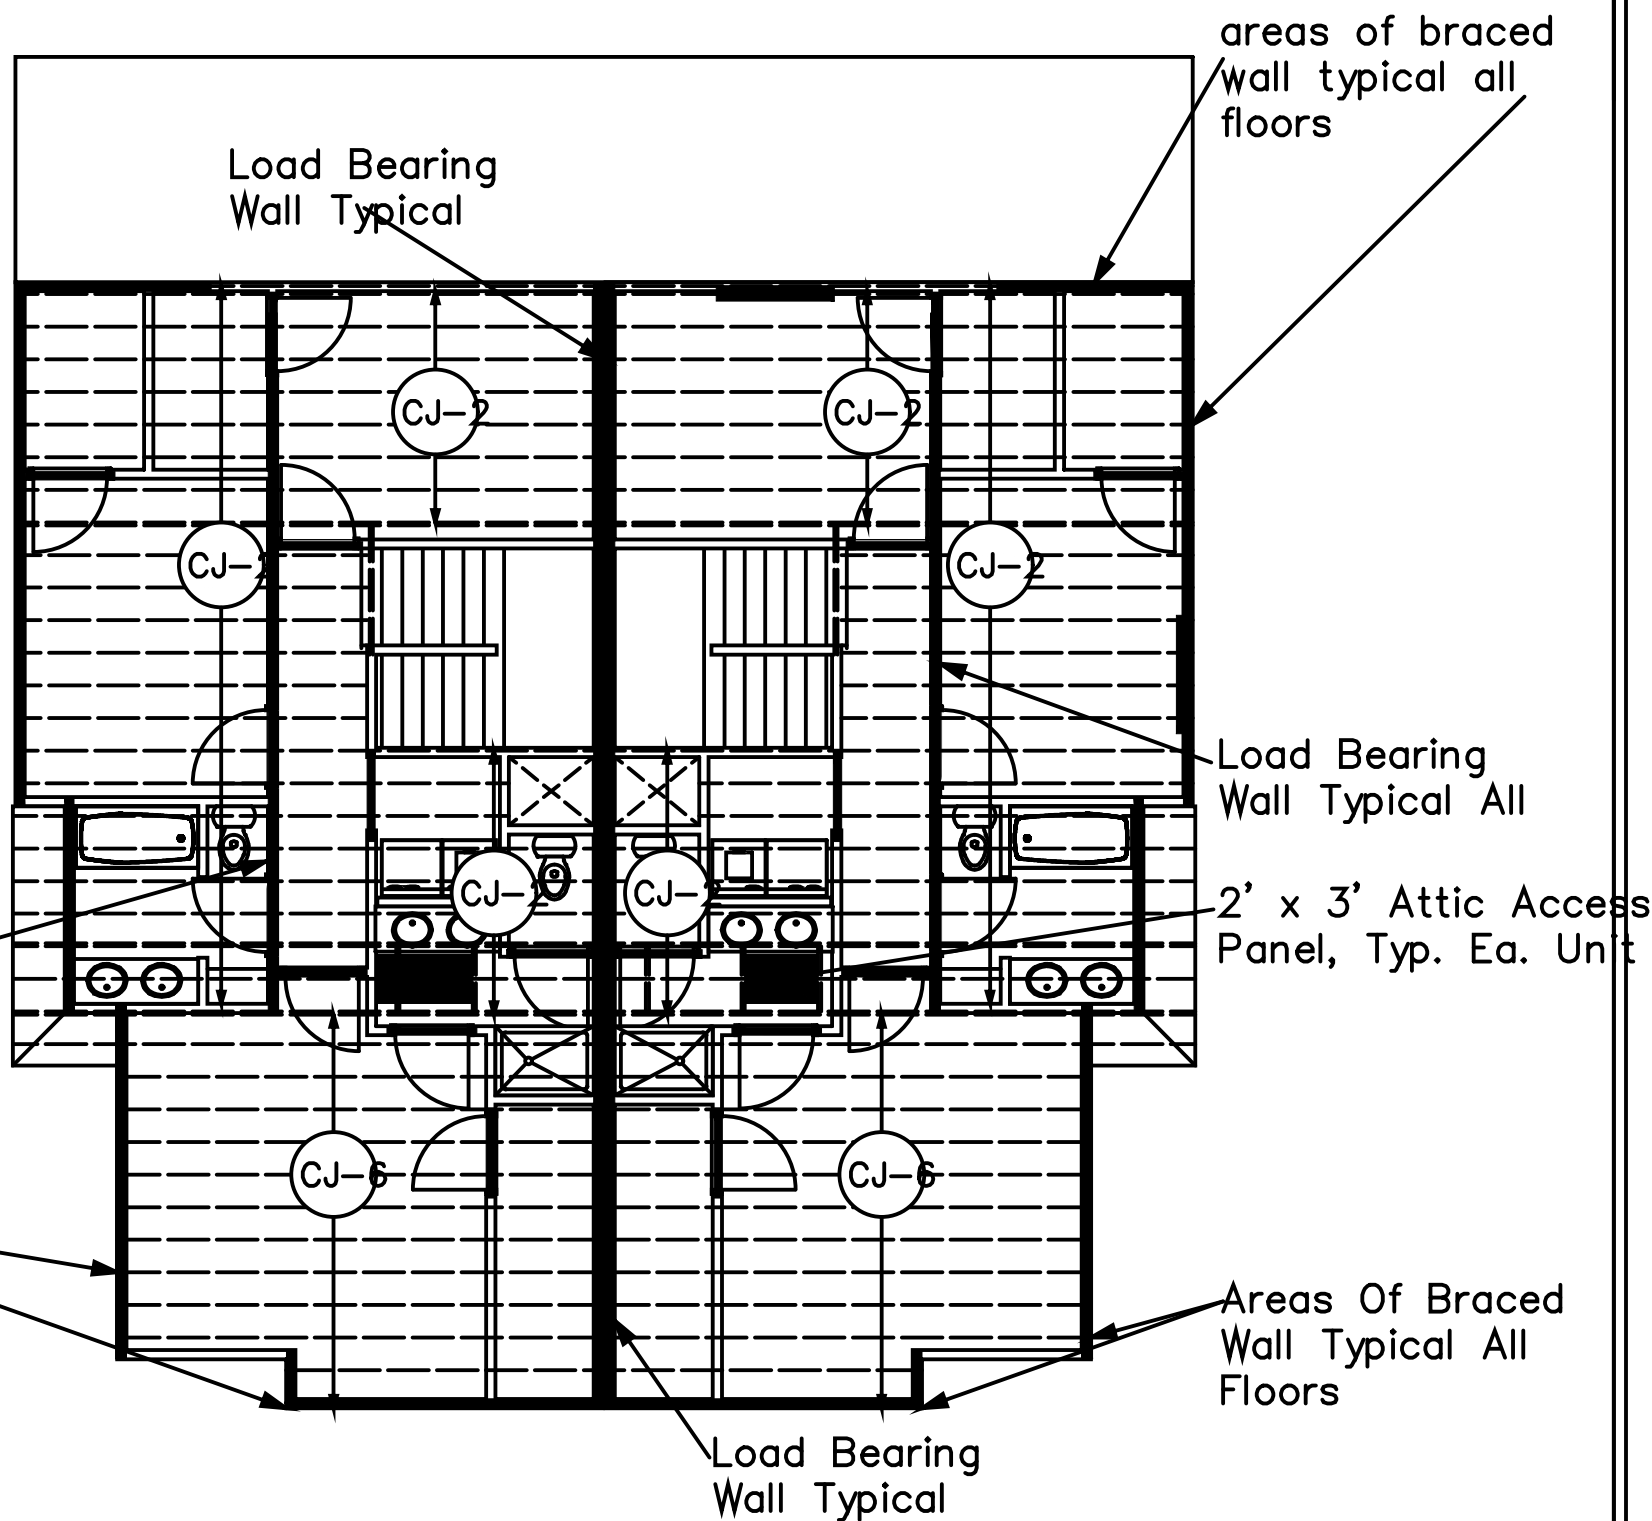 areas of braced
wall typical all
floors
Load Bearing
Wall Typical
CJ-2
CJ-2
CJ-2
CJ-2
Load Bearing
Wall Typical All
CJ-2
CJ-2
2' x 3' Attic Access
Panel, Typ. Ea. Unit
CJ-6
CJ-6
Areas Of Braced
Wall Typical All
Floors
Load Bearing
Wall Typical